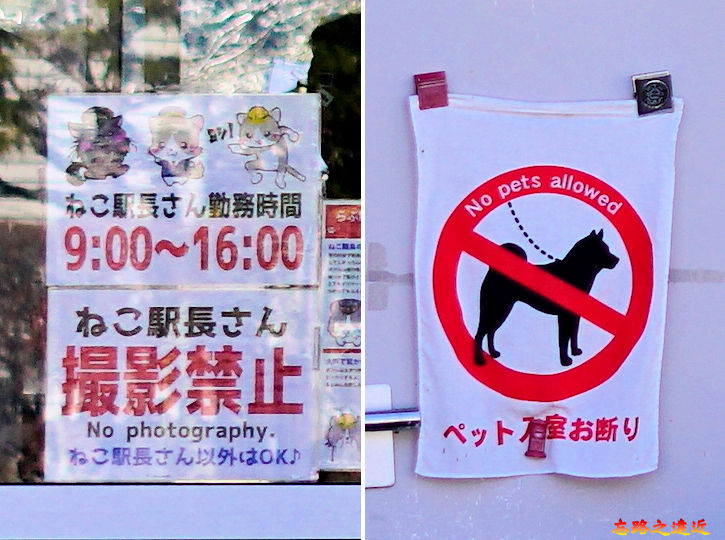 ねこ駅長さん勤務時間
9:00～16:00
ねこ駅長さん
撮影禁止
No photography.
ねこ駅長さん以外はOK♪
No pets allowed
ペット入室お断り
忘路之遠近